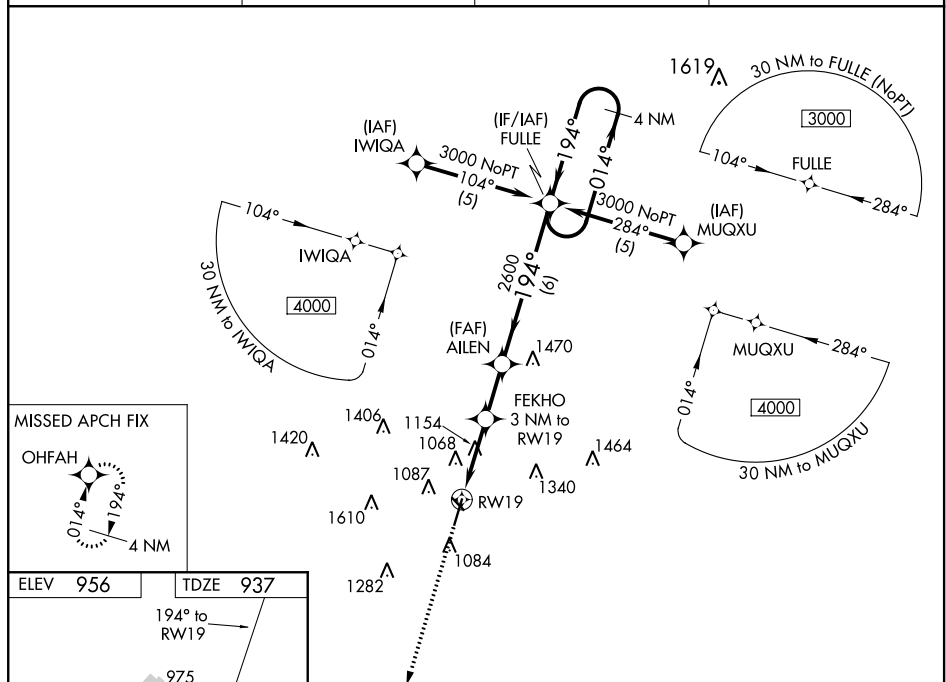 1619
30 NM to FULLE (NoPT)
3000
104°
FULLE
284°
(IF/IAF)
FULLE
4 NM
194°
014°
(IAF)
IWIQA
3000 NoPT
104°
(5)
3000 NoPT
284°
(5)
(IAF)
MUQXU
104°
IWIQA
4000
014°
30 NM to IWIQA
2600
194°
(6)
(FAF)
AILEN
1470
MUQXU
284°
014°
4000
30 NM to MUQXU
FEKHO
3 NM to
RW19
1406
1420
1154
1068
1464
1087
1340
1610
RW19
1084
1282
MISSED APCH FIX
OHFAH
014°
194°
4 NM
ELEV 956
TDZE 937
194° to
RW19
975